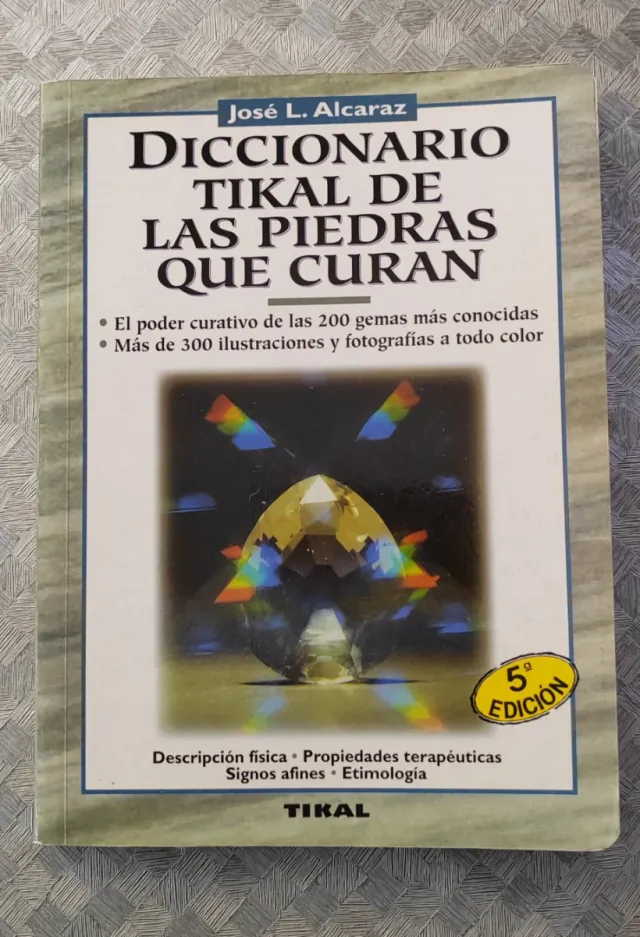 José L. Alcaraz
DICCIONARIO
TIKAL DE
LAS PIEDRAS
QUE CURAN
• El poder curativo de las 200 gemas más conocidas
• Más de 300 ilustraciones y fotografías a todo color
5ª
EDICIÓN
Descripción física • Propiedades terapéuticas
Signos afines • Etimología
TIKAL